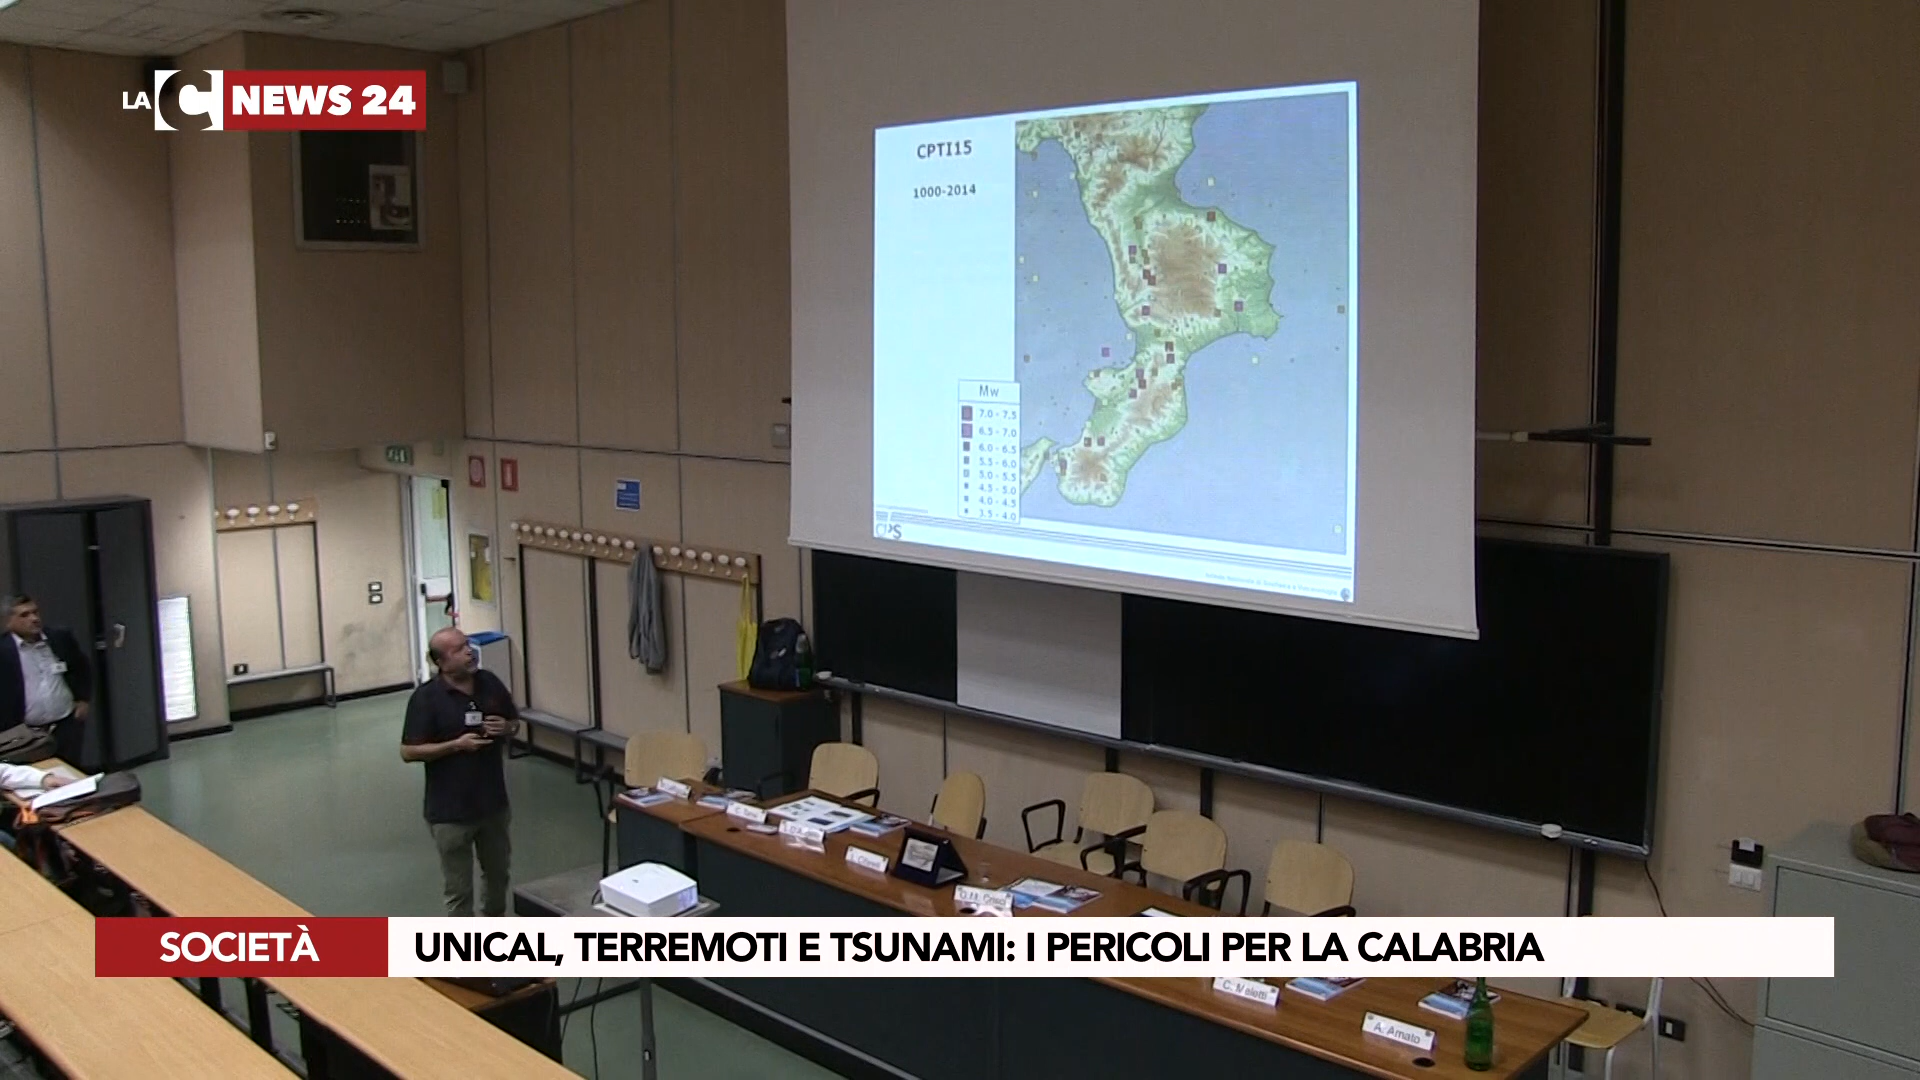 LA C NEWS 24
CPTI15
1000-2014
Mw
7.0 - 7.5
6.5 - 7.0
6.0 - 6.5
5.5 - 6.0
5.0 - 5.5
4.5 - 5.0
4.0 - 4.5
3.5 - 4.0
SOCIETÀ
UNICAL, TERREMOTI E TSUNAMI: I PERICOLI PER LA CALABRIA
C. Meletti
A. Amato